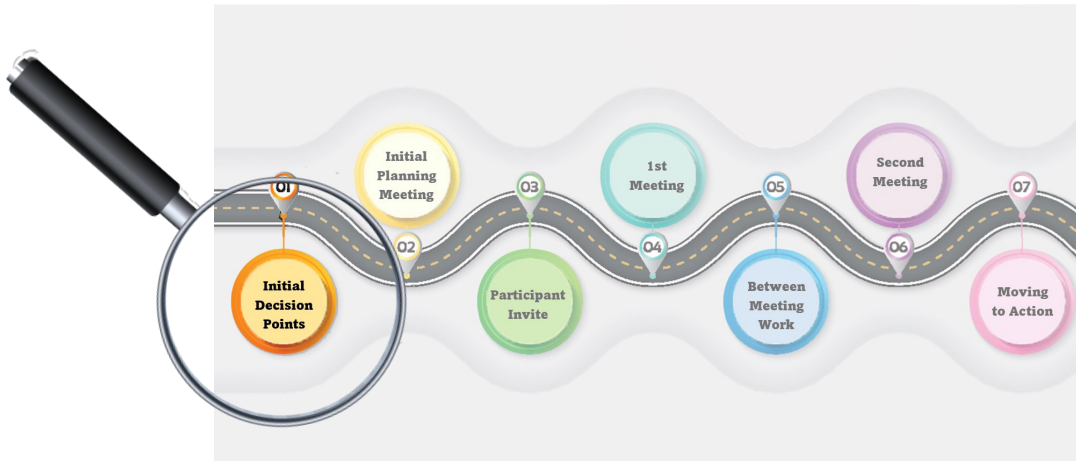 01
Initial
Decision
Points
Initial
Planning
Meeting
02
03
Participant
Invite
1st
Meeting
04
05
Between
Meeting
Work
Second
Meeting
06
07
Moving
to Action